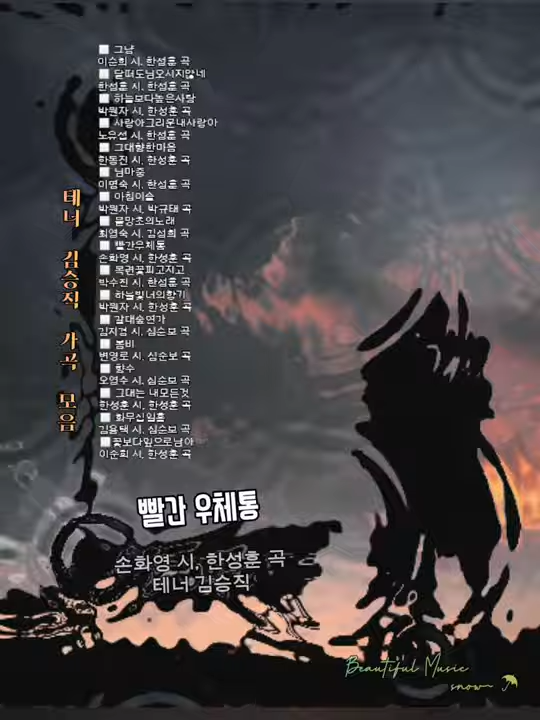 그냥
이순희 시, 한성훈 곡
달떠도님오시지않네
한성훈 시, 한성훈 곡
하늘보다높은사랑
박원자 시, 한성훈 곡
사랑아그리운내사랑아
노유섭 시, 한성훈 곡
그대향한마음
한동진 시, 한성훈 곡
님마중
이명숙 시, 한성훈 곡
아침이슬
박원자 시, 박규태 곡
물망초의노래
최영숙 시, 김성희 곡
빨간우체통
손화영 시, 한성훈 곡
목련꽃피고지고
박수진 시, 한성훈 곡
하늘빛너의향기
박원자 시, 한성훈 곡
갈대숲연가
김지겸 시, 심순보 곡
봄비
변영로 시, 심순보 곡
향수
오영수 시, 심순보 곡
그대는 내모든것
한성훈 시, 한성훈 곡
화무십일홍
김용택 시, 심순보 곡
꽃보다잎으로남아
이순희 시, 한성훈 곡
테너 김승직 가곡 모음
빨간 우체통
손화영 시, 한성훈 곡
테너 김승직
Beautiful Music
snow